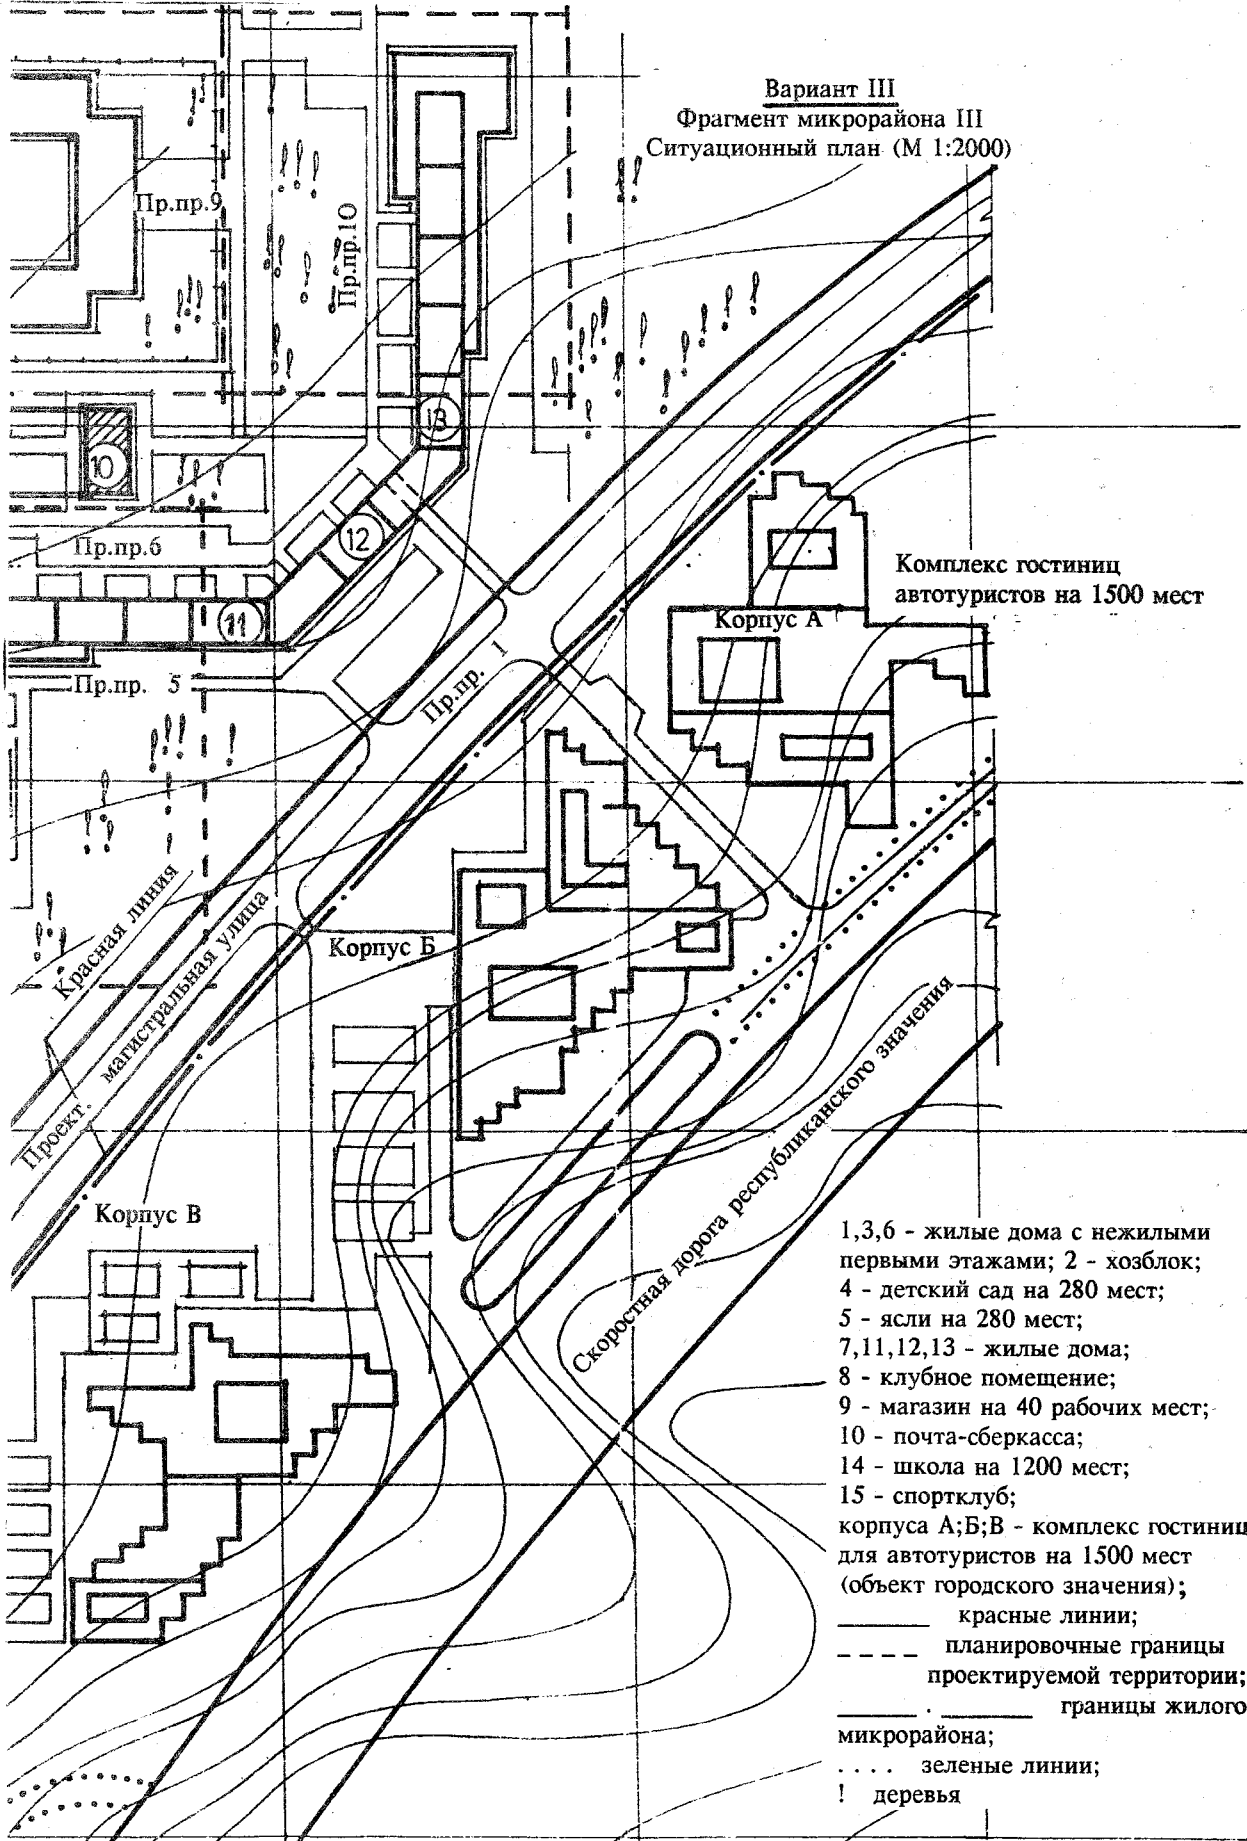 Вариант III
Фрагмент микрорайона III
Ситуационный план (М 1:2000)
Пр.пр.9
Пр.пр.10
13
10
12
Пр.пр.6
11
Пр.пр. 5
Пр.пр. 1
Комплекс гостиниц
автотуристов на 1500 мест
Корпус А
Красная линия
Проект. магистральная улица
Корпус Б
Корпус В
Скоростная дорога республиканского значения
1,3,6 - жилые дома с нежилыми
первыми этажами; 2 - хозблок;
4 - детский сад на 280 мест;
5 - ясли на 280 мест;
7,11,12,13 - жилые дома;
8 - клубное помещение;
9 - магазин на 40 рабочих мест;
10 - почта-сберкасса;
14 - школа на 1200 мест;
15 - спортклуб;
корпуса А;Б;В - комплекс гостиниц
для автотуристов на 1500 мест
(объект городского значения);
______ красные линии;
_ _ _ _ планировочные границы
проектируемой территории;
_____ . ______ границы жилого
микрорайона;
. . . . зеленые линии;
! деревья